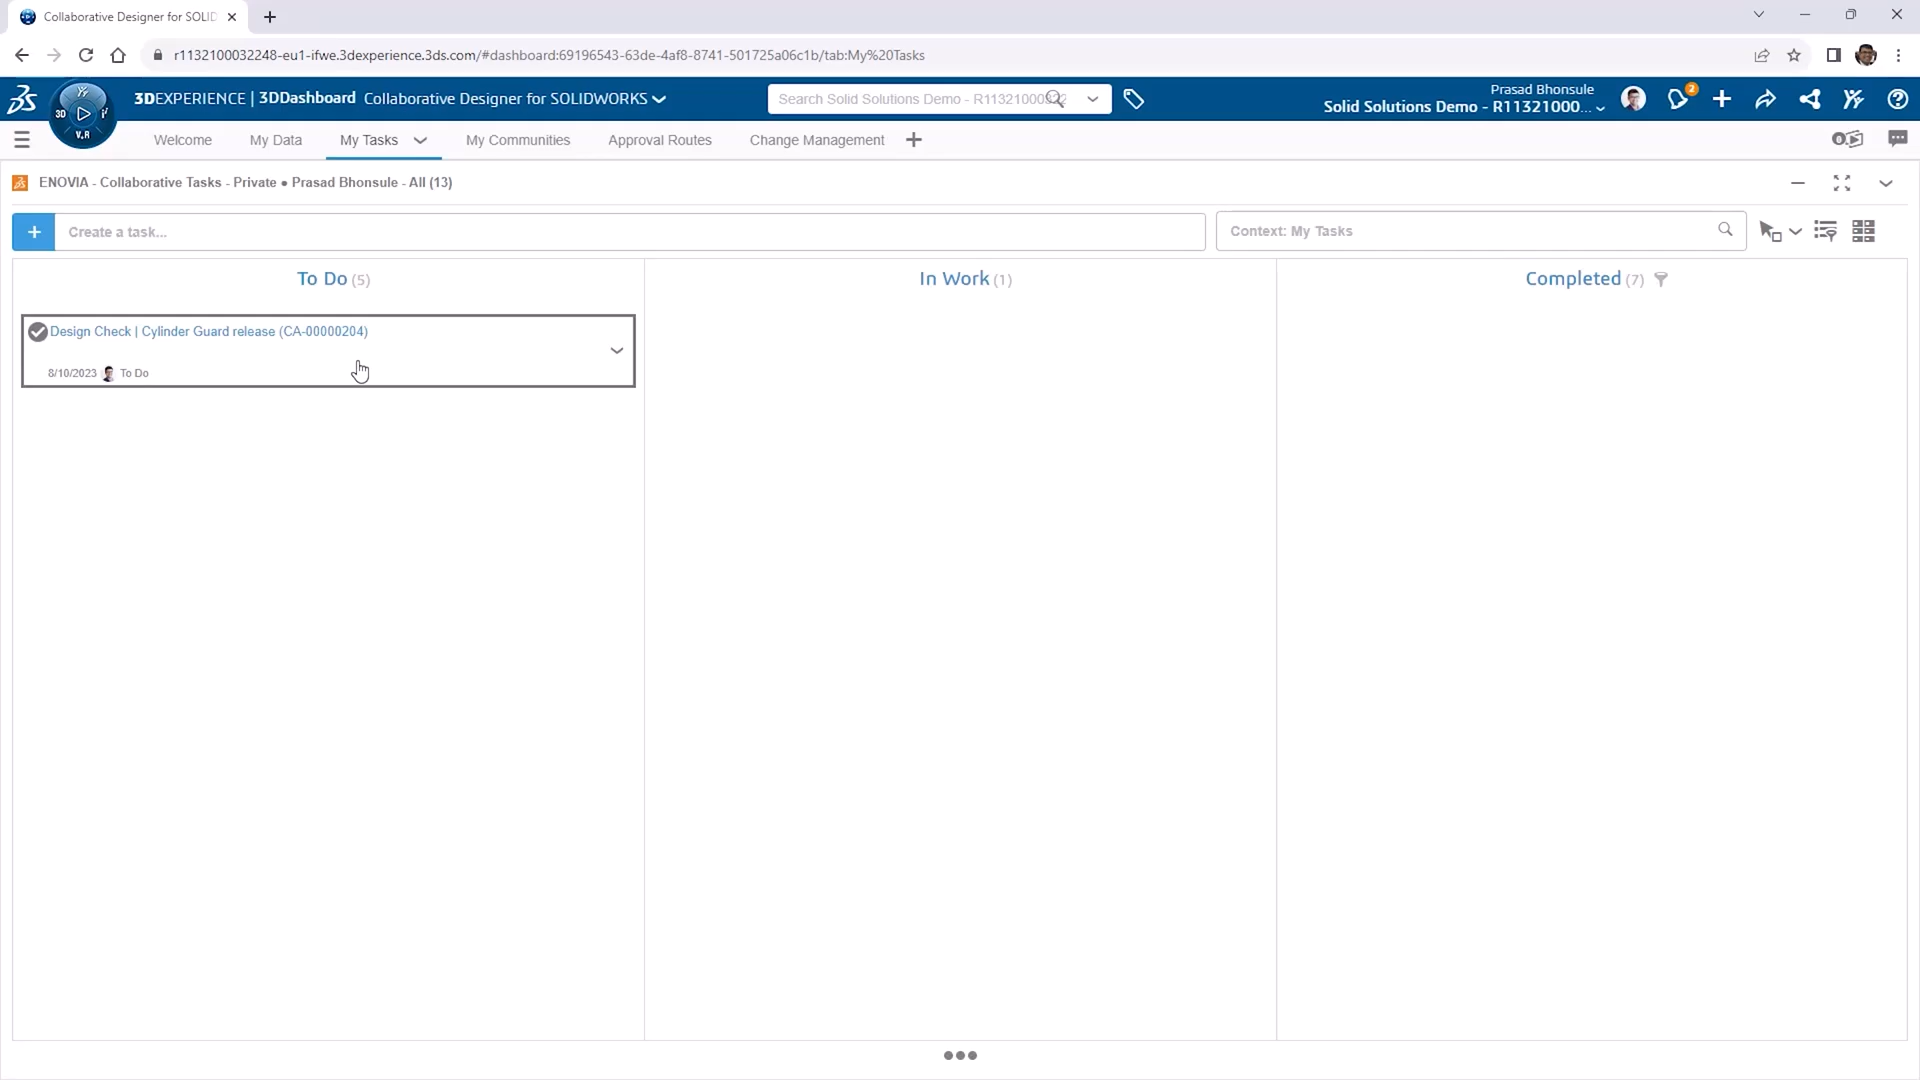 Collaborative Designer for SOLID
r1132100032248-eu1-ifwe.3dexperience.3ds.com/#dashboard:69196543-63de-4af8-8741-501725a06c1b/tab:My%20Tasks
3D
V.R
3DEXPERIENCE | 3DDashboard Collaborative Designer for SOLIDWORKS
Search Solid Solutions Demo - R1132100032
Prasad Bhonsule
Solid Solutions Demo - R11321000...
2
Welcome
My Data
My Tasks
My Communities
Approval Routes
Change Management
0
ENOVIA - Collaborative Tasks - Private ● Prasad Bhonsule - All (13)
Create a task...
Context: My Tasks
To Do (5)
In Work (1)
Completed (7)
Design Check | Cylinder Guard release (CA-00000204)
8/10/2023 To Do